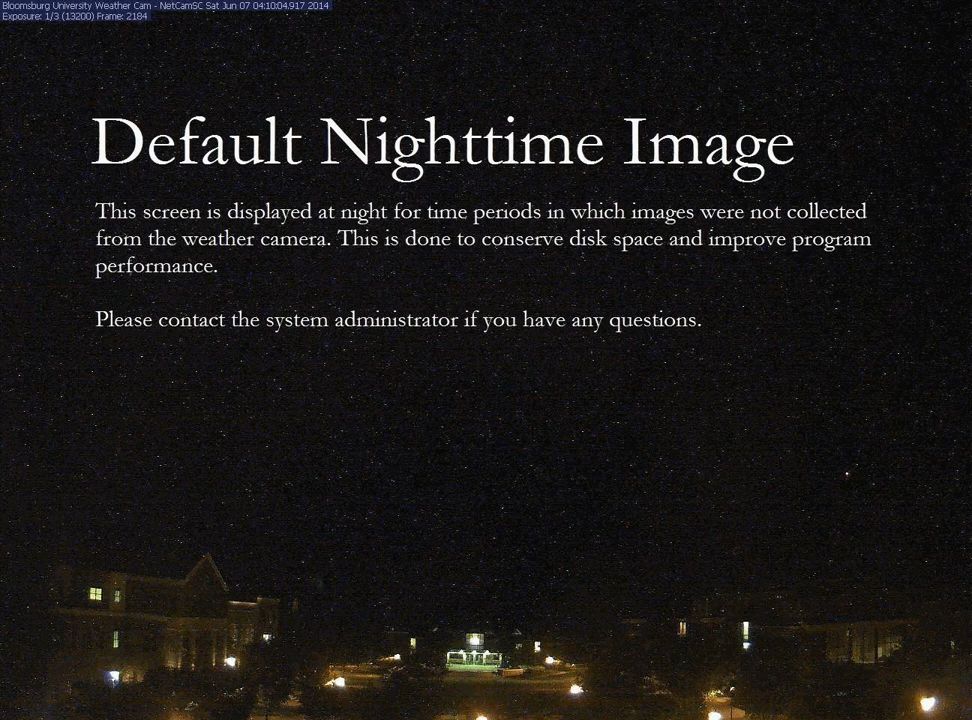 Bloomsburg University Weather Cam - NetCamSC Sat Jun 07 04:10:04.917 2014
Exposure: 1/3 (13200) Frame: 2184
Default Nighttime Image
This screen is displayed at night for time periods in which images were not collected
from the weather camera. This is done to conserve disk space and improve program
performance.
Please contact the system administrator if you have any questions.